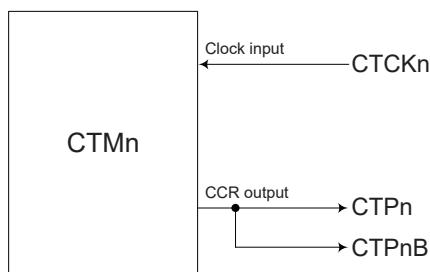 Clock input
CTCKn
CTMn
CCR output
CTPn
CTPnB